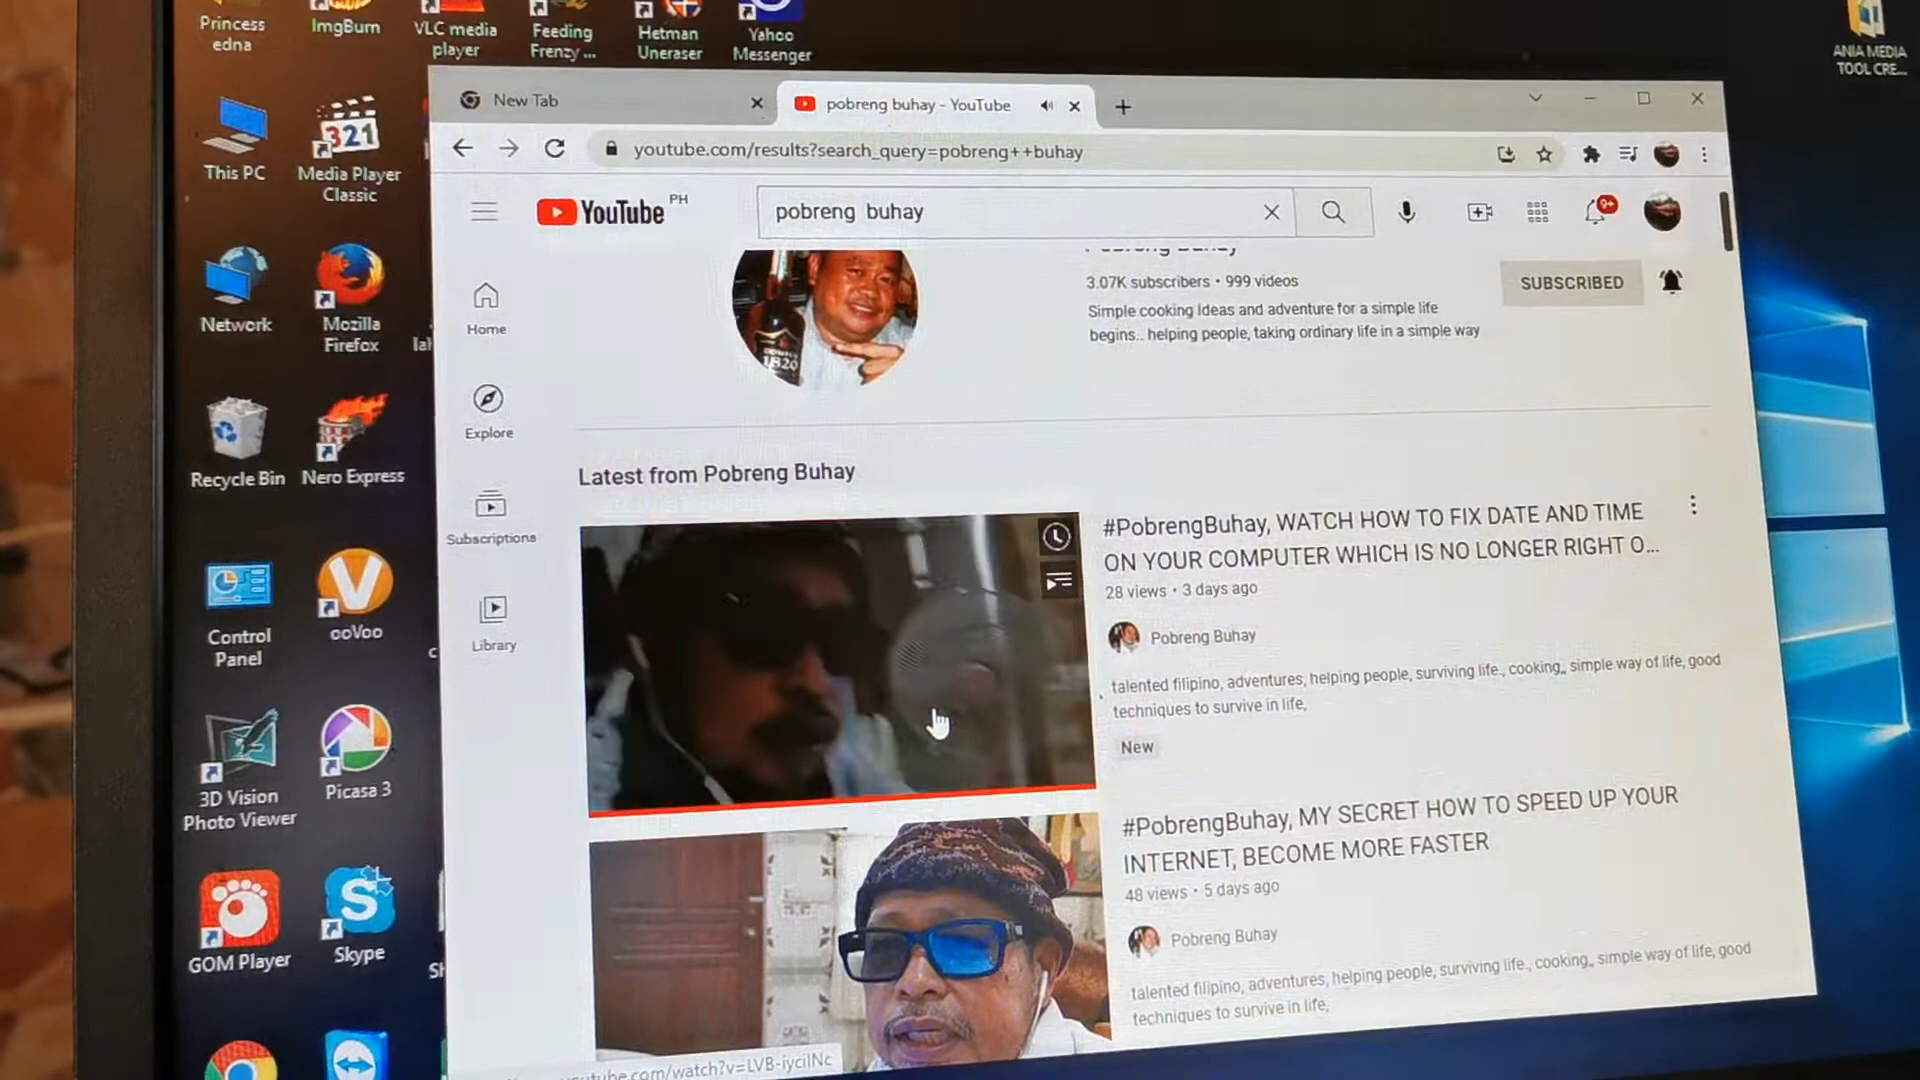 Princess
edna
ImgBurn
VLC media
player
Feeding
Frenzy ...
Hetman
Uneraser
Yahoo
Messenger
ANIA MEDIA
TOOL CRE...
New Tab
pobreng buhay - YouTube
youtube.com/results?search_query=pobreng++buhay
This PC
321
Media Player
Classic
YouTube PH
pobreng buhay
9+
Pobreng Buhay
3.07K subscribers • 999 videos
Simple cooking Ideas and adventure for a simple life
begins.. helping people, taking ordinary life in a simple way
SUBSCRIBED
1820
Home
Network
Mozilla
Firefox
Explore
Recycle Bin
Nero Express
Latest from Pobreng Buhay
Subscriptions
#PobrengBuhay, WATCH HOW TO FIX DATE AND TIME
ON YOUR COMPUTER WHICH IS NO LONGER RIGHT O...
28 views • 3 days ago
Pobreng Buhay
talented filipino, adventures, helping people, surviving life., cooking,, simple way of life, good
techniques to survive in life,
New
Library
Control
Panel
ooVoo
3D Vision
Photo Viewer
Picasa 3
#PobrengBuhay, MY SECRET HOW TO SPEED UP YOUR
INTERNET, BECOME MORE FASTER
48 views • 5 days ago
Pobreng Buhay
talented filipino, adventures, helping people, surviving life., cooking,, simple way of life, good
techniques to survive in life,
GOM Player
Skype